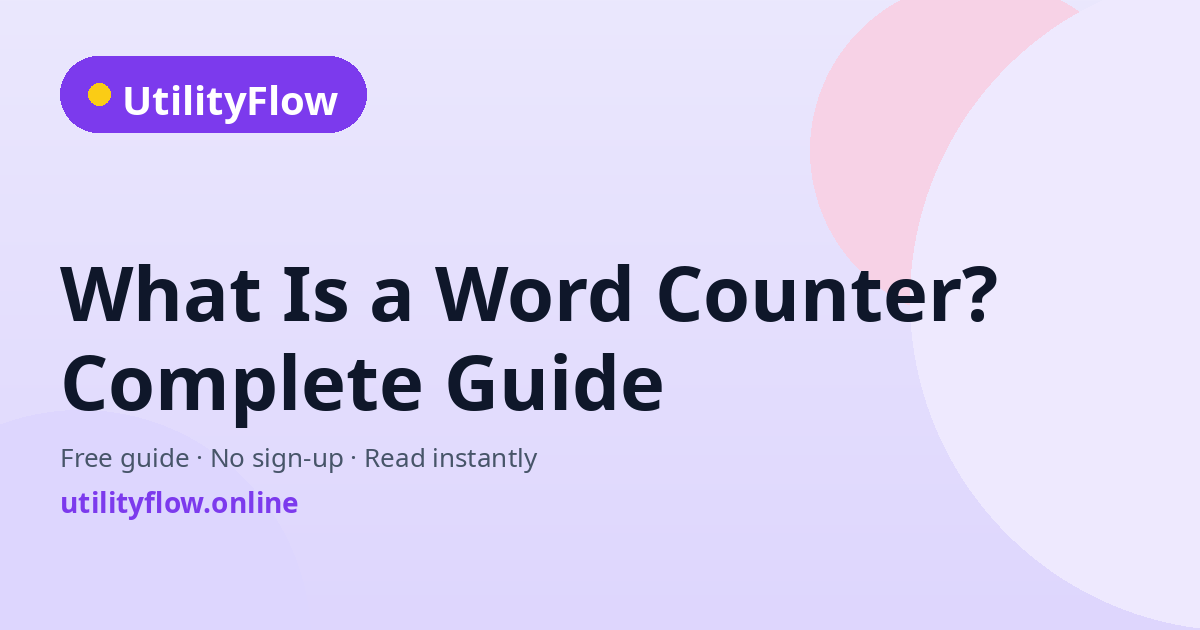 UtilityFlow
What Is a Word Counter?
Complete Guide
Free guide · No sign-up · Read instantly
utilityflow.online